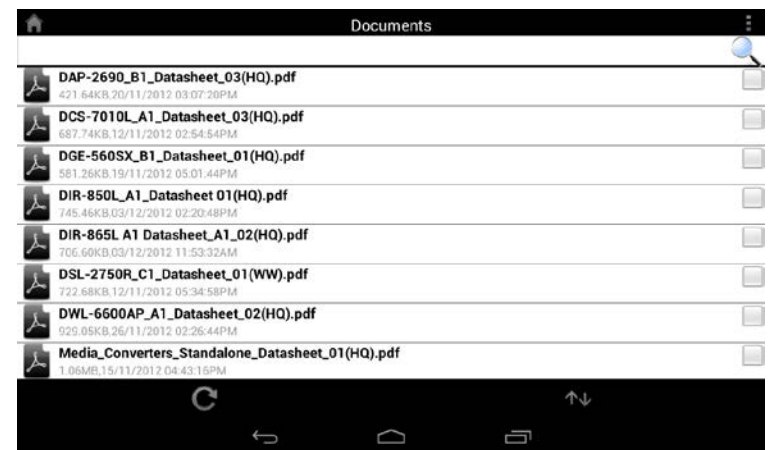 Documents
DAP-2690_B1_Datasheet_03(HQ).pdf
421.64KB,20/11/2012 03:07:20PM
DCS-7010L_A1_Datasheet_03(HQ).pdf
687.74KB,12/11/2012 02:54:54PM
DGE-560SX_B1_Datasheet_01(HQ).pdf
581.26KB,19/11/2012 05:01:44PM
DIR-850L_A1_Datasheet 01(HQ).pdf
745.46KB,03/12/2012 02:20:48PM
DIR-865L A1 Datasheet_A1_02(HQ).pdf
706.60KB,03/12/2012 11:53:32AM
DSL-2750R_C1_Datasheet_01(WW).pdf
722.68KB,12/11/2012 05:34:58PM
DWL-6600AP_A1_Datasheet_02(HQ).pdf
929.05KB,26/11/2012 02:26:44PM
Media_Converters_Standalone_Datasheet_01(HQ).pdf
1.06MB,15/11/2012 04:43:16PM